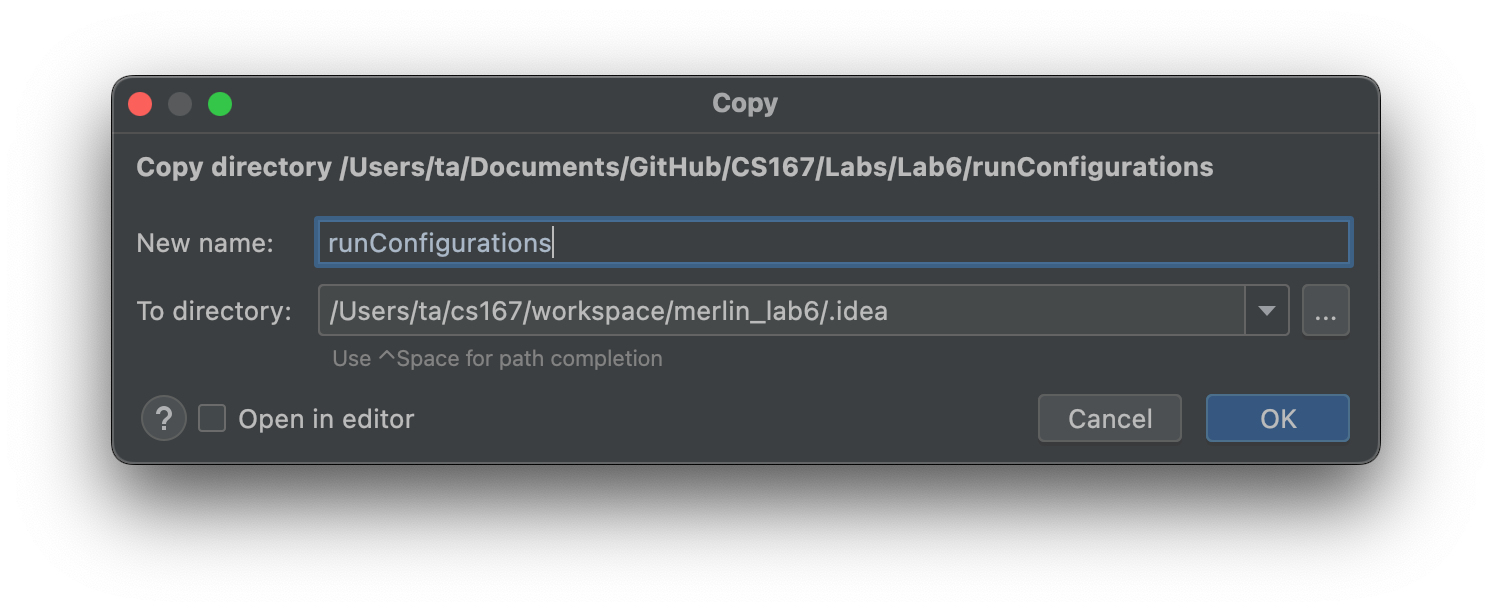 Copy
Copy directory /Users/ta/Documents/GitHub/CS167/Labs/Lab6/runConfigurations
New name: runConfigurations
To directory: /Users/ta/cs167/workspace/merlin_lab6/.idea ...
Use ^Space for path completion
? Open in editor Cancel OK